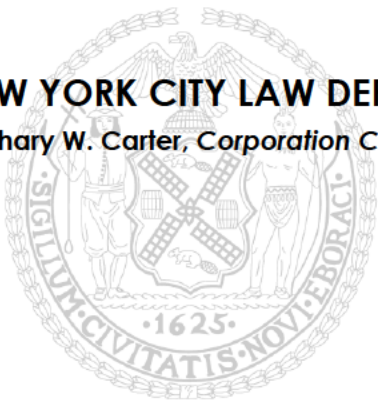 W YORK CITY LAW DE
hary W. Carter, Corporation C
·SIGILLUM·CIVITATIS·NOVI·EBORACI·
·1625·